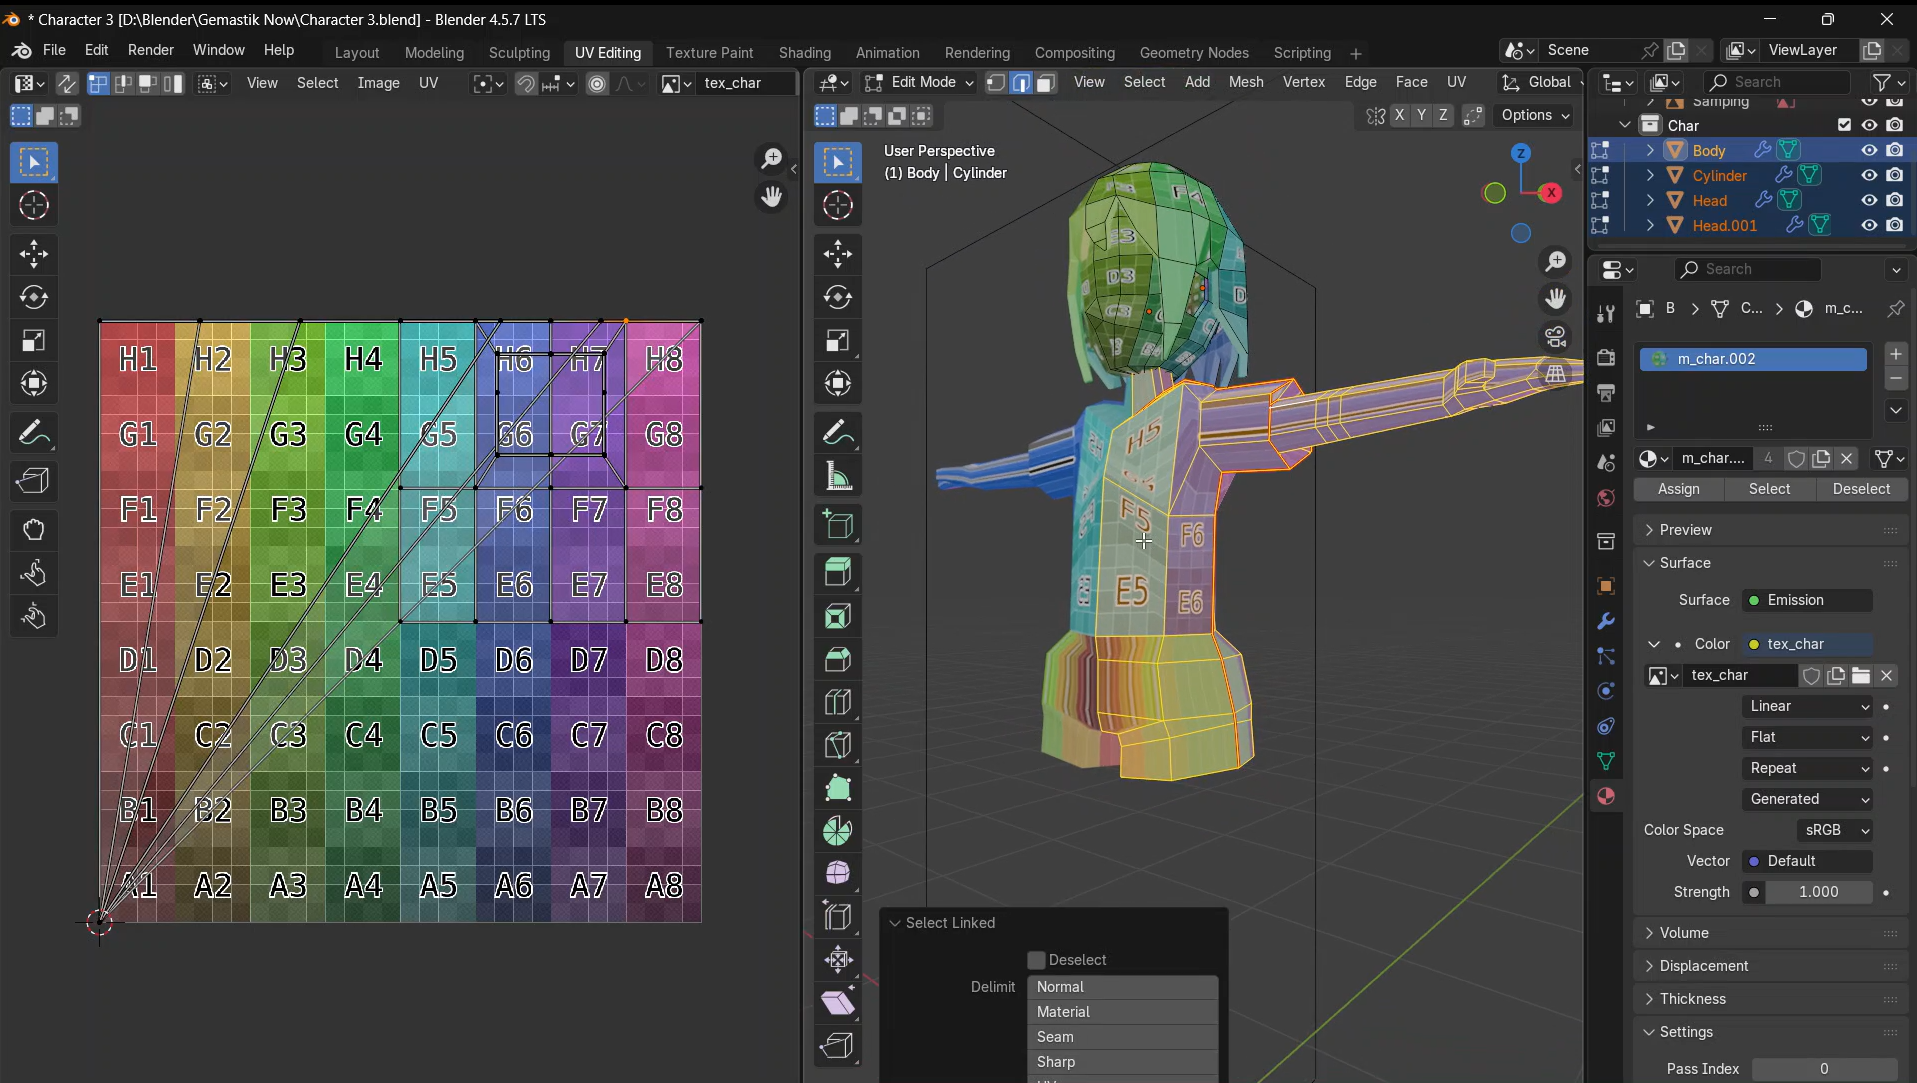 * Character 3 [D:\Blender\Gemastik Now\Character 3.blend] - Blender 4.5.7 LTS
File Edit Render Window Help Layout Modeling Sculpting UV Editing Texture Paint Shading Animation Rendering Compositing Geometry Nodes Scripting + Scene ViewLayer
View Select Image UV tex_char Edit Mode View Select Add Mesh Vertex Edge Face UV Global Search
X Y Z Options
Samping
Char
Body
Cylinder
Head
Head.001
User Perspective
(1) Body | Cylinder
Z
X
Search
B C... m_c...
m_char.002
m_char.... 4
Assign Select Deselect
Preview
Surface
Surface Emission
Color tex_char
tex_char
Linear
Flat
Repeat
Generated
Color Space sRGB
Vector Default
Strength 1.000
Volume
Displacement
Thickness
Settings
Pass Index 0
H1 H2 H3 H4 H5 H6 H7 H8
G1 G2 G3 G4 G5 G6 G7 G8
F1 F2 F3 F4 F5 F6 F7 F8
E1 E2 E3 E4 E5 E6 E7 E8
D1 D2 D3 D4 D5 D6 D7 D8
C1 C2 C3 C4 C5 C6 C7 C8
B1 B2 B3 B4 B5 B6 B7 B8
A1 A2 A3 A4 A5 A6 A7 A8
E3
D3
C3
H5
F5
F6
E5
E6
Select Linked
Deselect
Delimit Normal
Material
Seam
Sharp